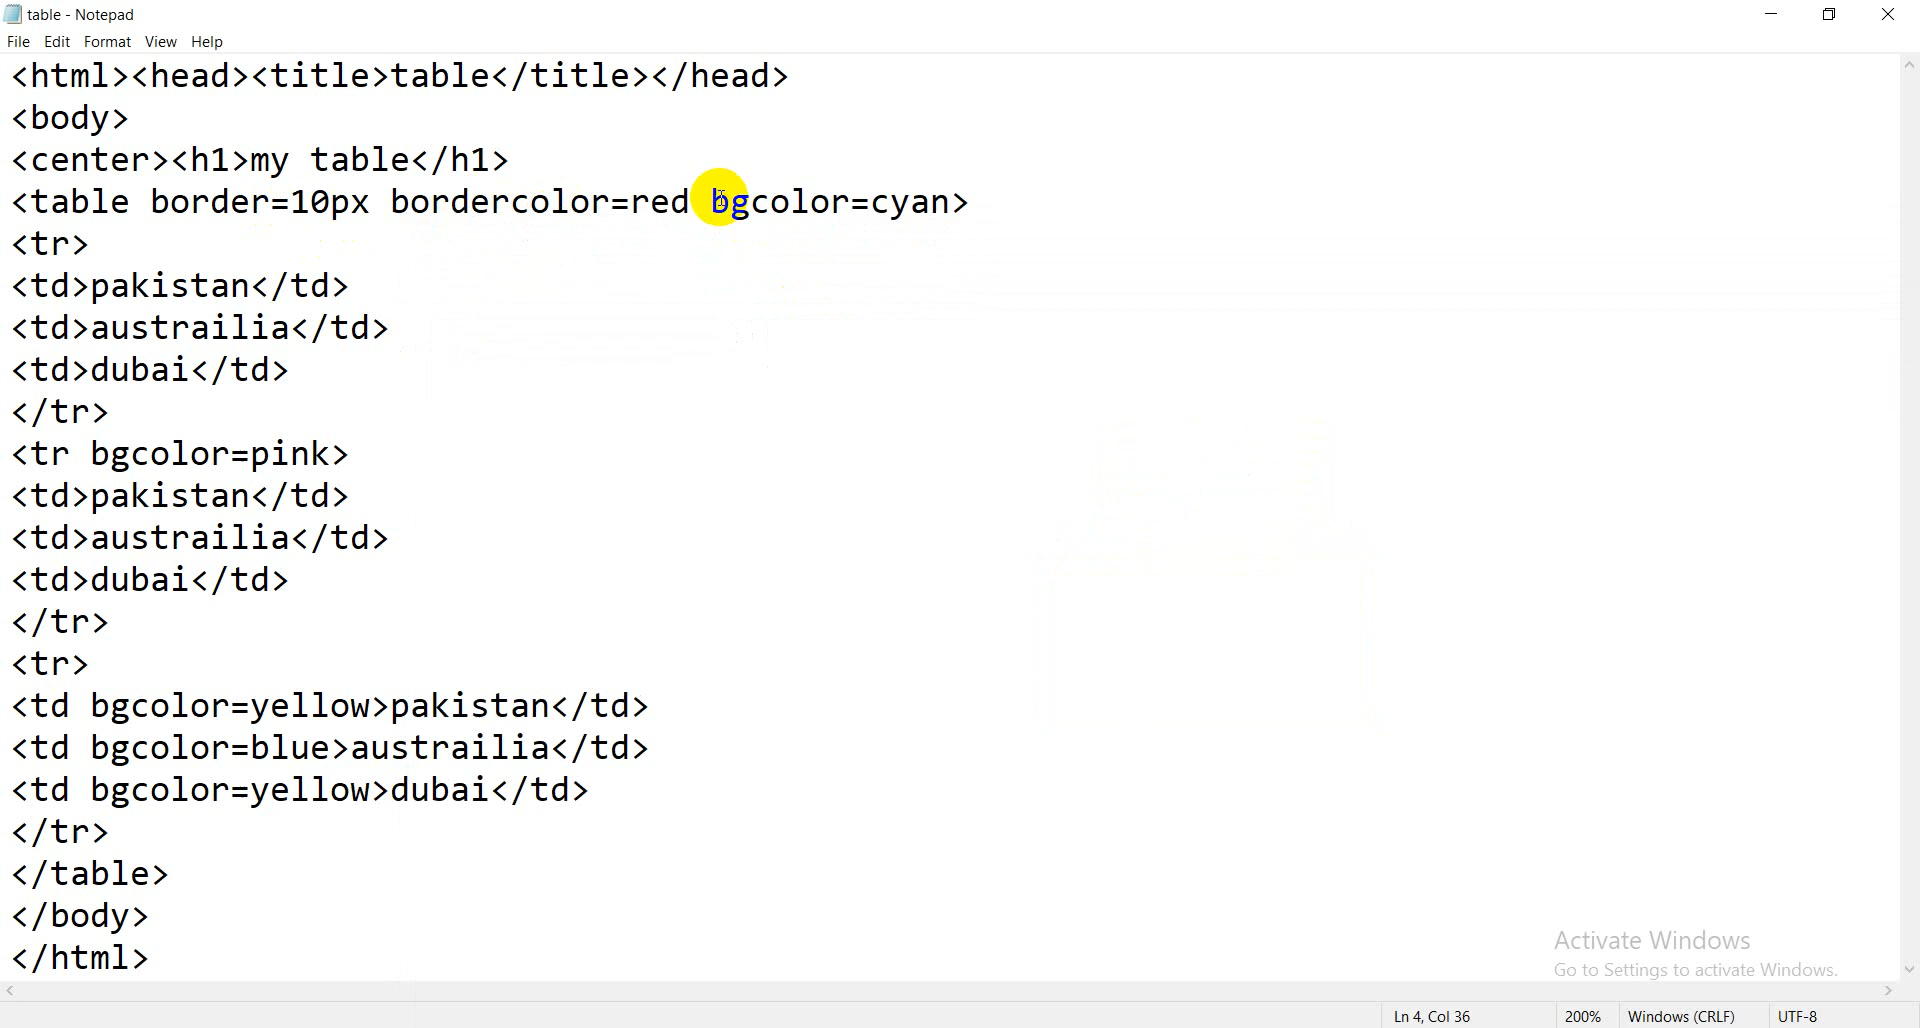 table - Notepad
File Edit Format View Help
<html><head><title>table</title></head>
<body>
<center><h1>my table</h1>
<table border=10px bordercolor=red bgcolor=cyan>
<tr>
<td>pakistan</td>
<td>austrailia</td>
<td>dubai</td>
</tr>
<tr bgcolor=pink>
<td>pakistan</td>
<td>austrailia</td>
<td>dubai</td>
</tr>
<tr>
<td bgcolor=yellow>pakistan</td>
<td bgcolor=blue>austrailia</td>
<td bgcolor=yellow>dubai</td>
</tr>
</table>
</body>
</html>
Activate Windows
Go to Settings to activate Windows.
Ln 4, Col 36 200% Windows (CRLF) UTF-8